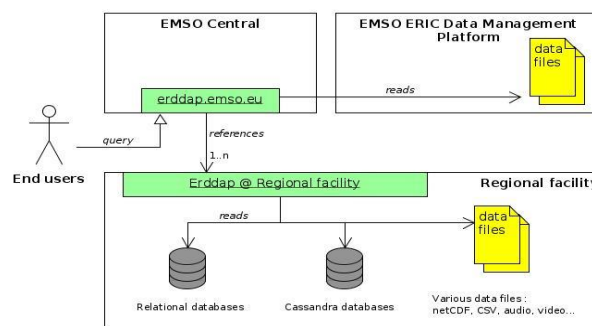 EMSO Central
EMSO ERIC Data Management
Platform
data
files
erddap.emso.eu
reads
query
references
1..n
End users
Erddap @ Regional facility
Regional facility
reads
data
files
Relational databases
Cassandra databases
Various data files :
netCDF, CSV, audio, video...